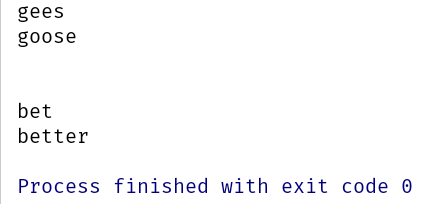 gees
goose
bet
better
Process finished with exit code 0